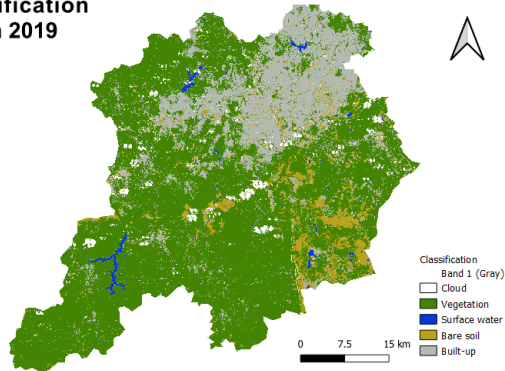 ification
n 2019
Classification
Band 1 (Gray)
Cloud
Vegetation
Surface water
Bare soil
Built-up
0 7.5 15 km